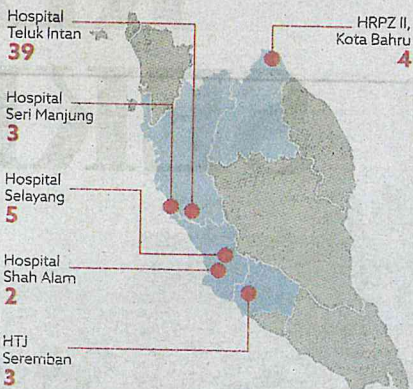 Hospital
Teluk Intan
39
HRPZ II,
Kota Bahru
4
Hospital
Seri Manjung
3
Hospital
Selayang
5
Hospital
Shah Alam
2
HTJ
Seremban
3